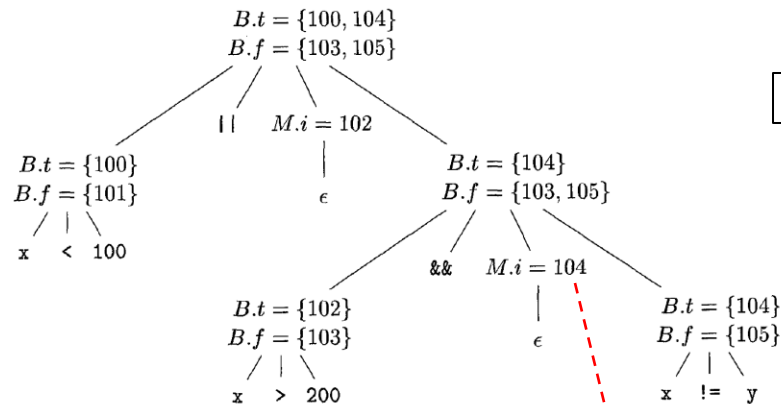 B.t = {100, 104}
B.f = {103, 105}
|| M.i = 102
B.t = {100}
B.f = {101}
ϵ
B.t = {104}
B.f = {103, 105}
x < 100
&& M.i = 104
B.t = {102}
B.f = {103}
ϵ
B.t = {104}
B.f = {105}
x > 200
x != y